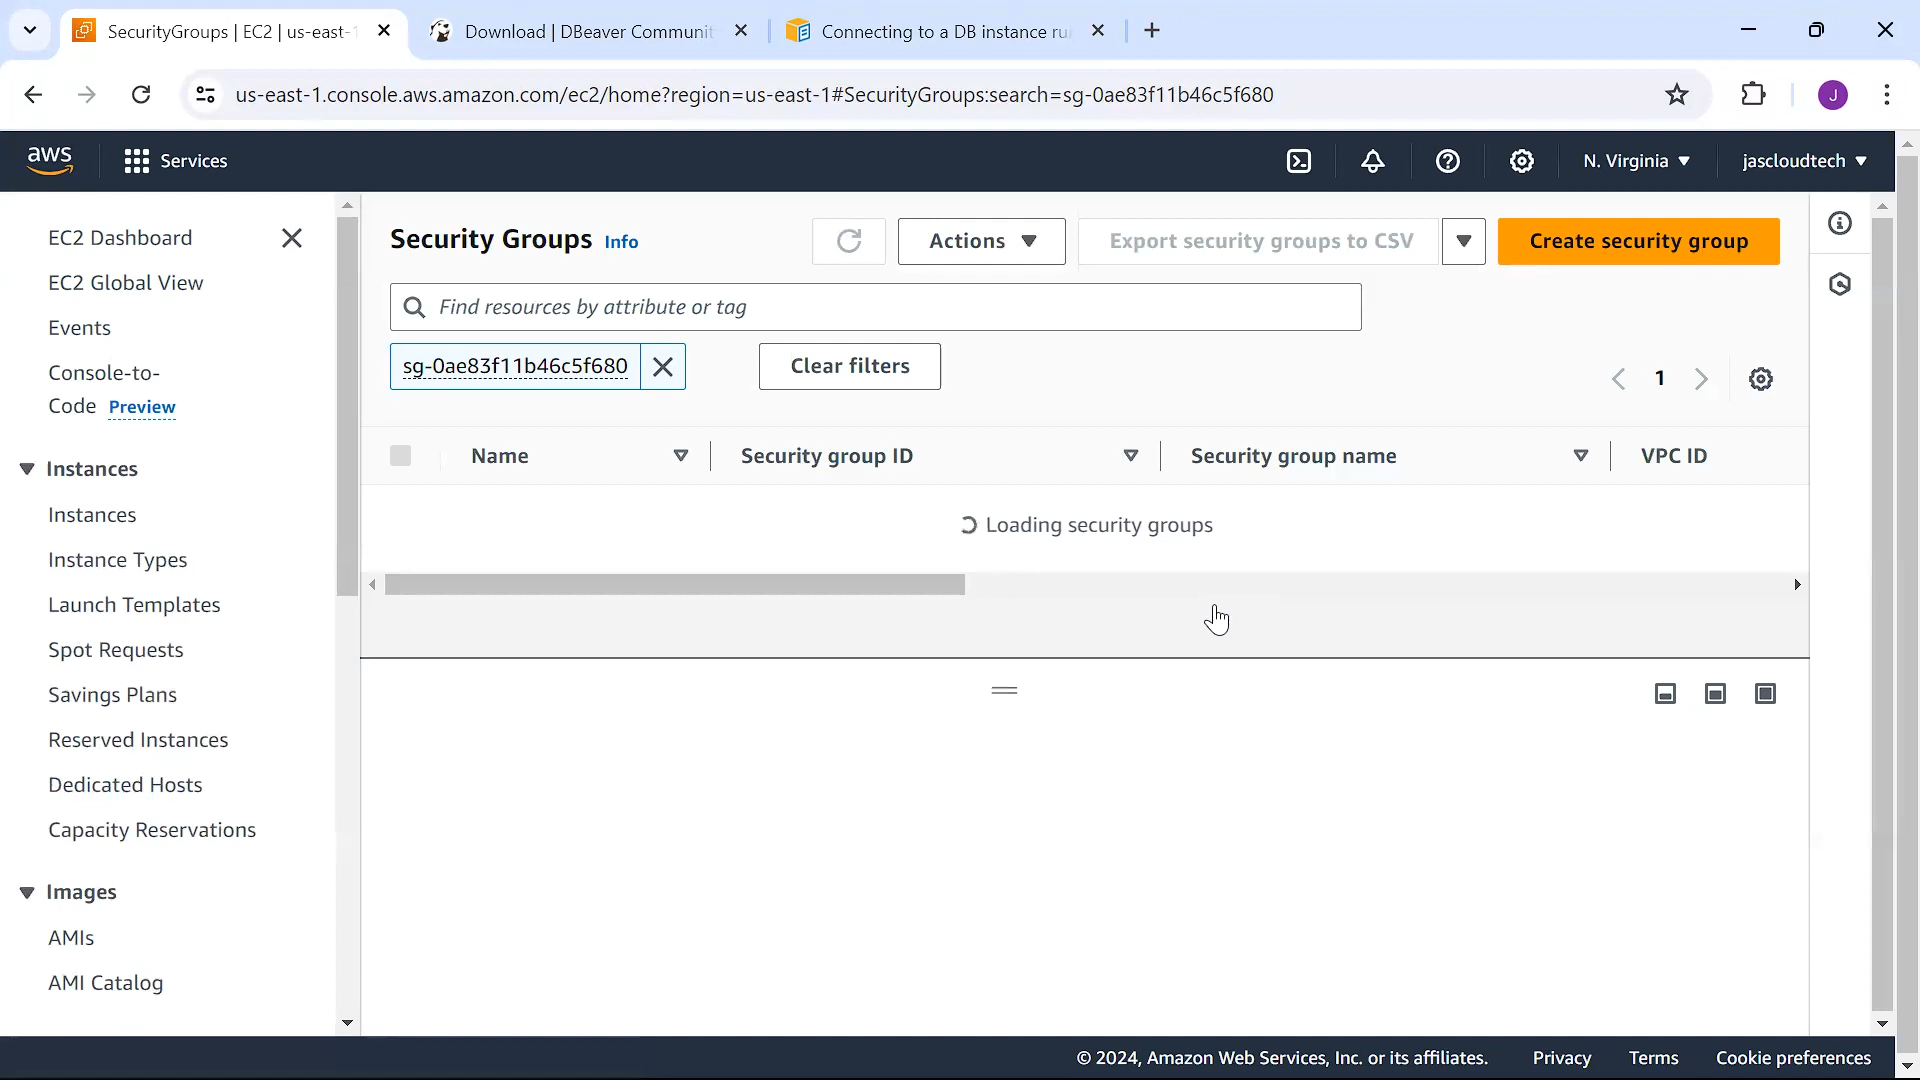 SecurityGroups | EC2 | us-east-1
Download | DBeaver Communit
Connecting to a DB instance ru
us-east-1.console.aws.amazon.com/ec2/home?region=us-east-1#SecurityGroups:search=sg-0ae83f11b46c5f680
J
aws
Services
N. Virginia
jascloudtech
EC2 Dashboard
EC2 Global View
Events
Console-to-
Code Preview
Instances
Instances
Instance Types
Launch Templates
Spot Requests
Savings Plans
Reserved Instances
Dedicated Hosts
Capacity Reservations
Images
AMIs
AMI Catalog
Security Groups Info
Actions
Export security groups to CSV
Create security group
Find resources by attribute or tag
sg-0ae83f11b46c5f680
Clear filters
1
Name
Security group ID
Security group name
VPC ID
Loading security groups
© 2024, Amazon Web Services, Inc. or its affiliates.
Privacy
Terms
Cookie preferences